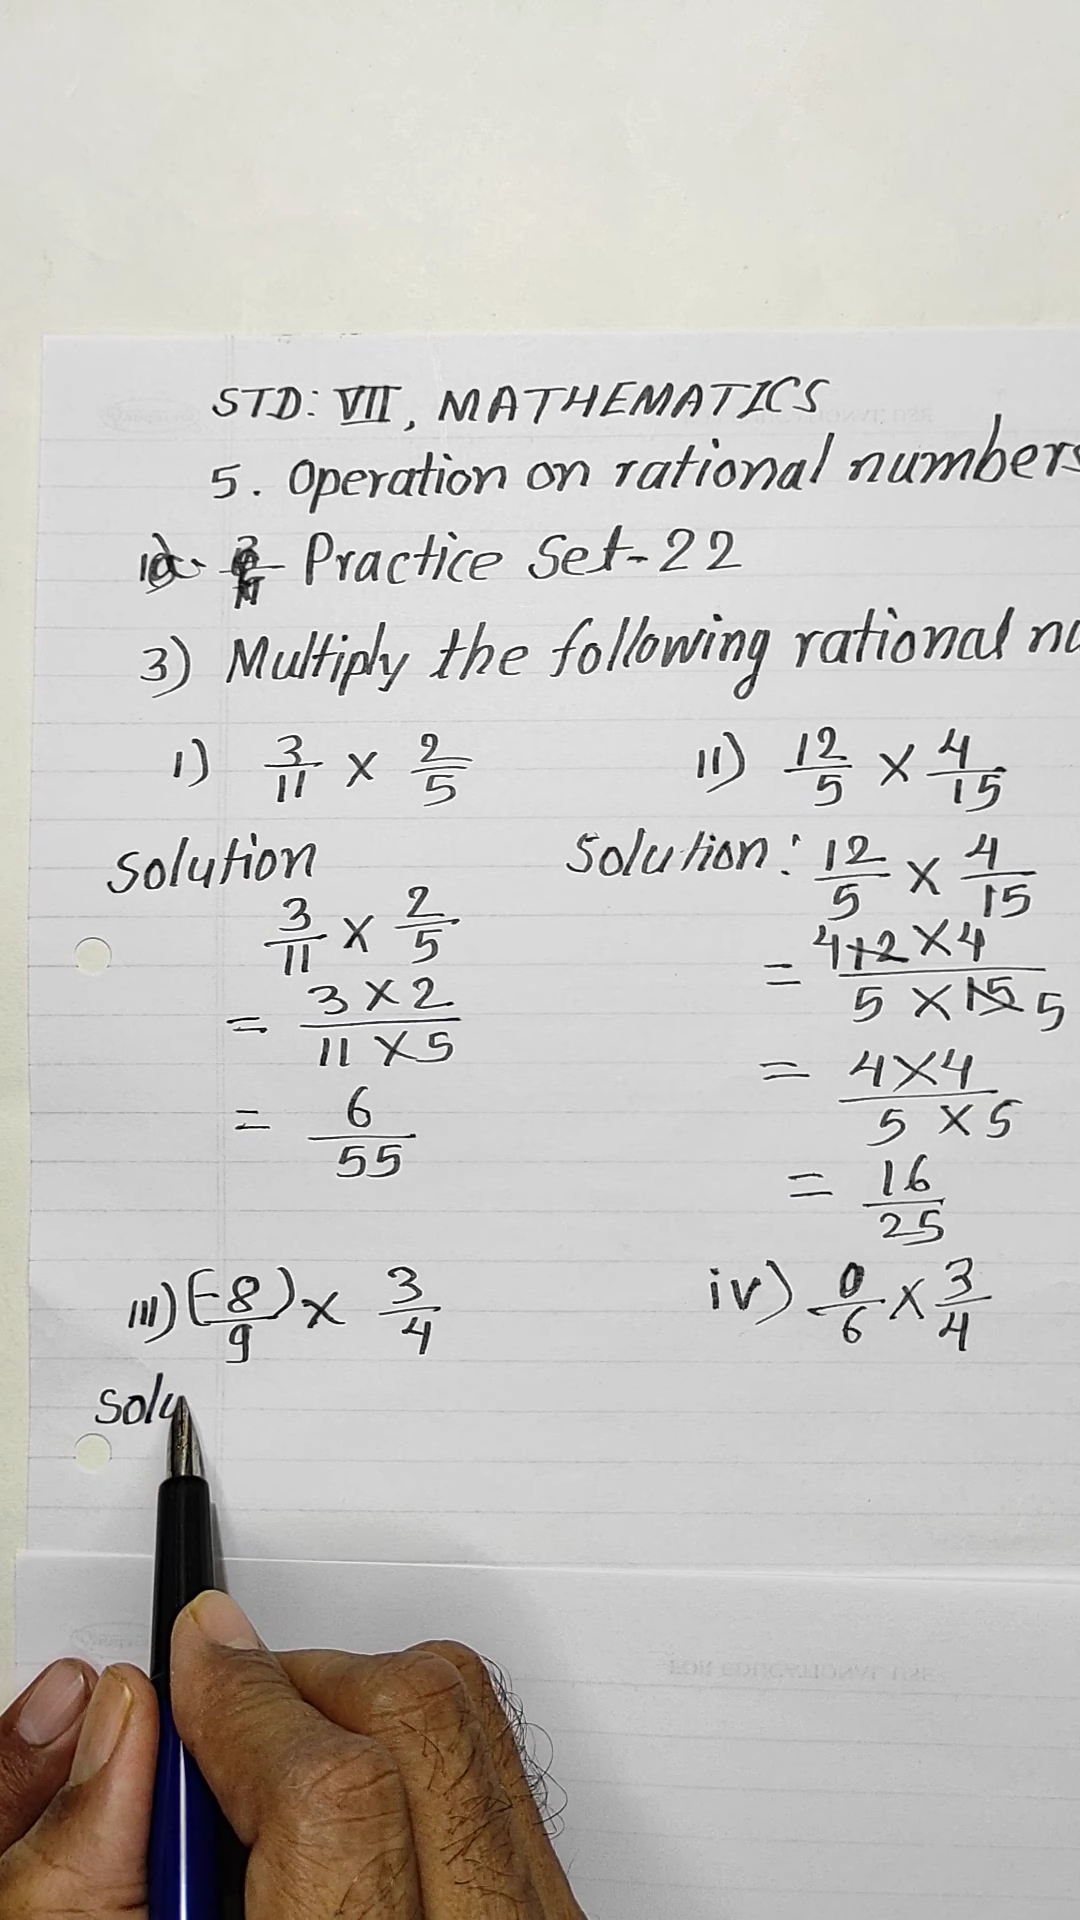 STD: VII, MATHEMATICS
5. Operation on rational numbers
Practice Set-22
3) Multiply the following rational nu
i) 3/11 × 2/5
ii) 12/5 × 4/15
Solution
3/11 × 2/5
= 3×2/11×5
= 6/55
Solution: 12/5 × 4/15
= 4 12×4/5×15 5
= 4×4/5×5
= 16/25
iii) (-8/9) × 3/4
iv) 0/6 × 3/4
Solu